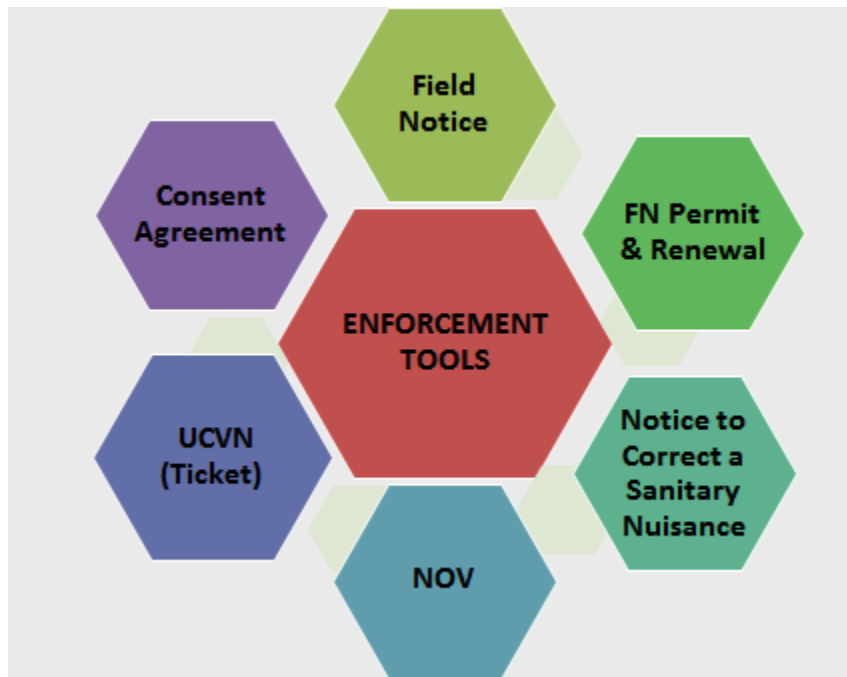 Field
Notice
Consent
Agreement
FN Permit
& Renewal
ENFORCEMENT
TOOLS
UCVN
(Ticket)
Notice to
Correct a
Sanitary
Nuisance
NOV